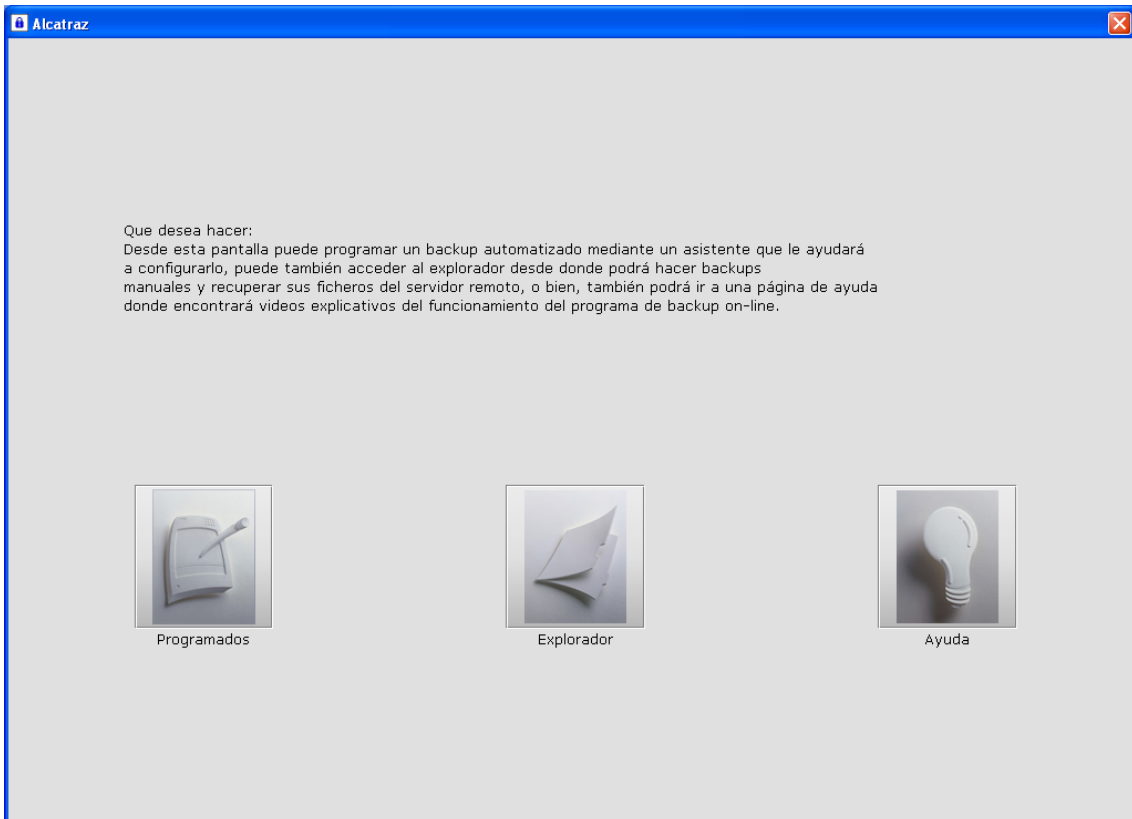 Alcatraz
Que desea hacer:
Desde esta pantalla puede programar un backup automatizado mediante un asistente que le ayudará
a configurarlo, puede también acceder al explorador desde donde podrá hacer backups
manuales y recuperar sus ficheros del servidor remoto, o bien, también podrá ir a una página de ayuda
donde encontrará videos explicativos del funcionamiento del programa de backup on-line.
Programados
Explorador
Ayuda